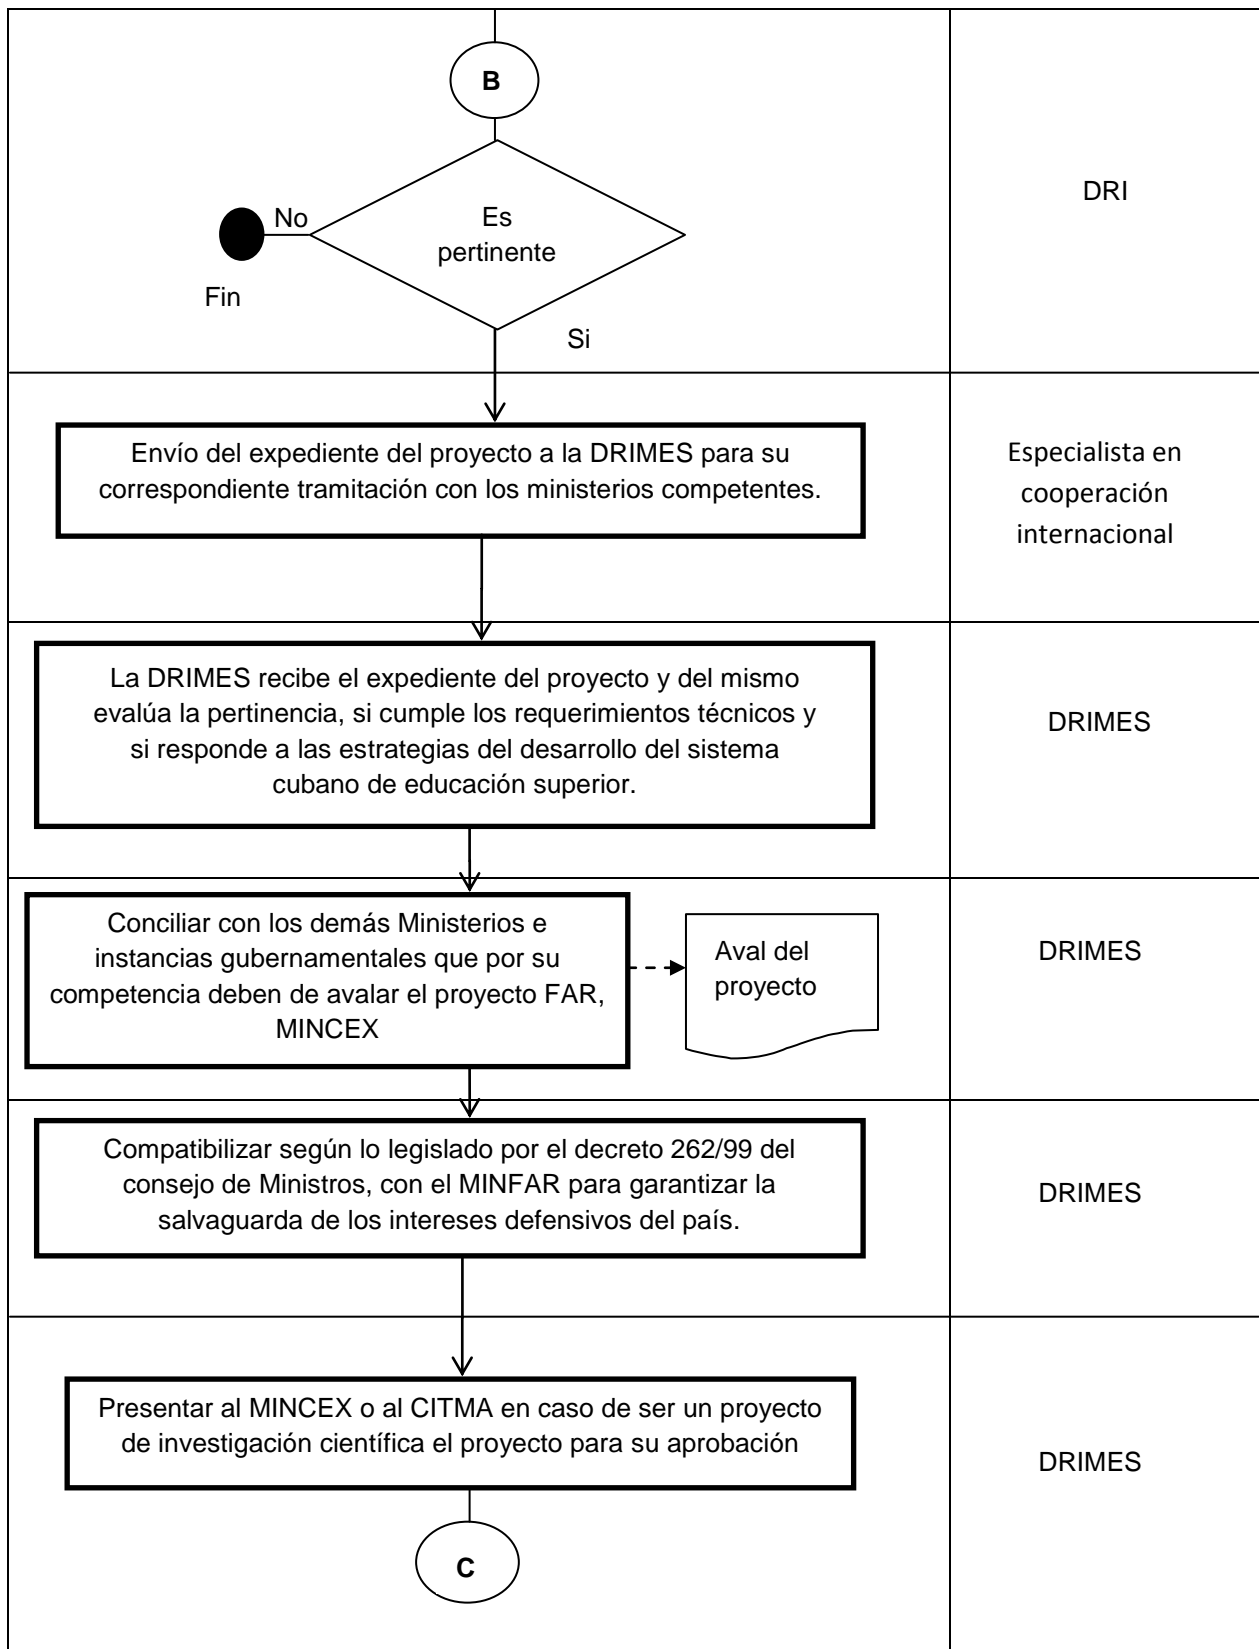 B
DRI
No
Es
pertinente
Fin
Si
Envío del expediente del proyecto a la DRIMES para su
correspondiente tramitación con los ministerios competentes.
Especialista en
cooperación
internacional
La DRIMES recibe el expediente del proyecto y del mismo
evalúa la pertinencia, si cumple los requerimientos técnicos y
si responde a las estrategias del desarrollo del sistema
cubano de educación superior.
DRIMES
Conciliar con los demás Ministerios e
instancias gubernamentales que por su
competencia deben de avalar el proyecto FAR,
MINCEX
Aval del
proyecto
DRIMES
Compatibilizar según lo legislado por el decreto 262/99 del
consejo de Ministros, con el MINFAR para garantizar la
salvaguarda de los intereses defensivos del país.
DRIMES
Presentar al MINCEX o al CITMA en caso de ser un proyecto
de investigación científica el proyecto para su aprobación
DRIMES
C